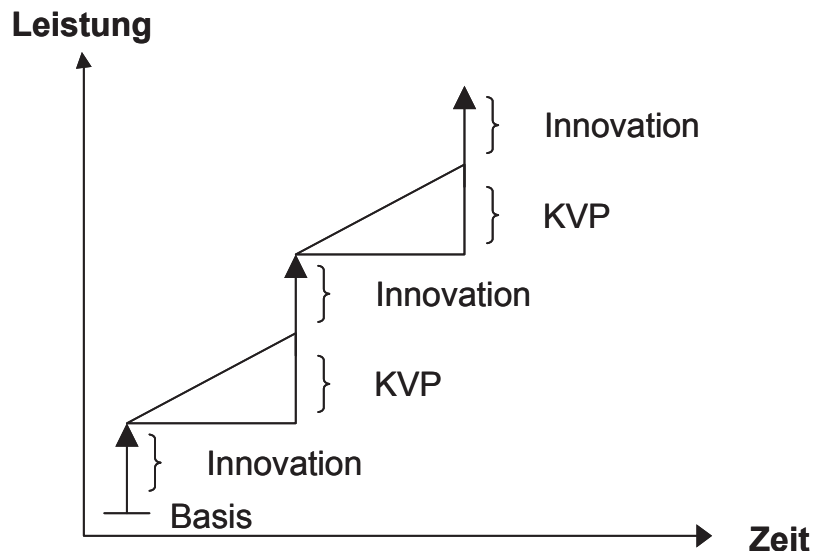 Leistung
Innovation
KVP
Innovation
KVP
Innovation
Basis
Zeit